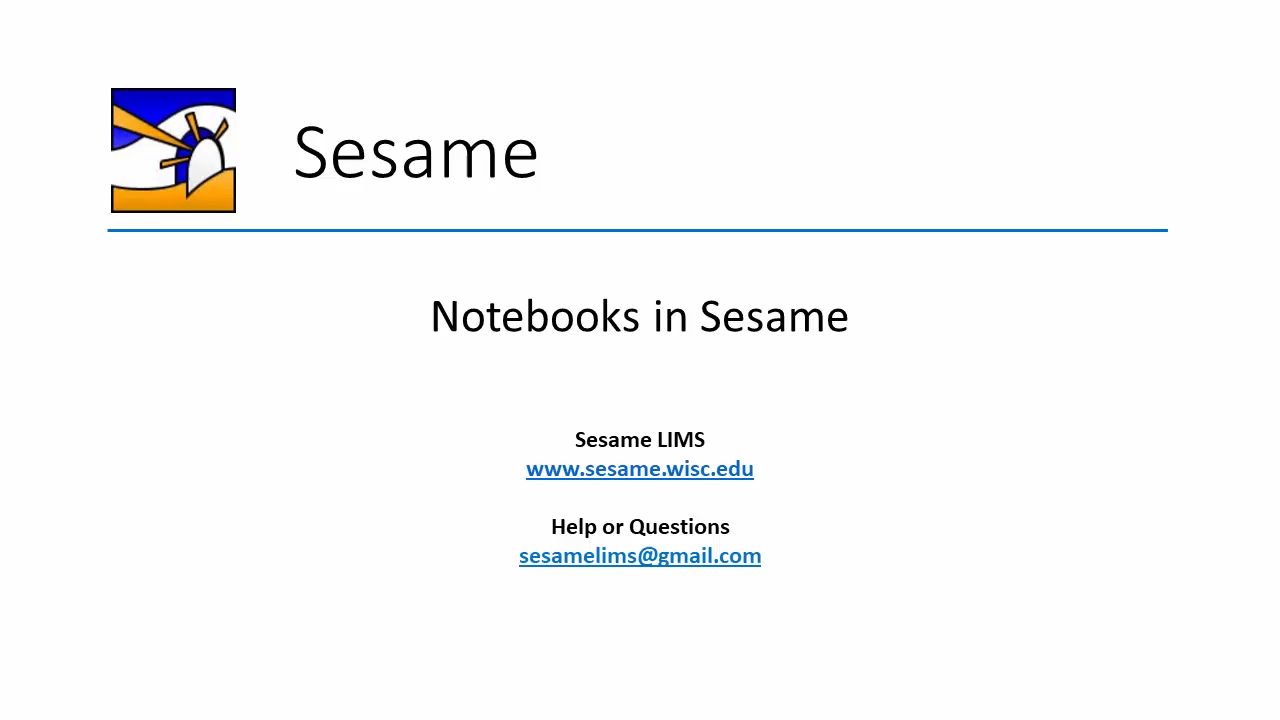 Sesame
Notebooks in Sesame
Sesame LIMS
www.sesame.wisc.edu
Help or Questions
sesamelims@gmail.com